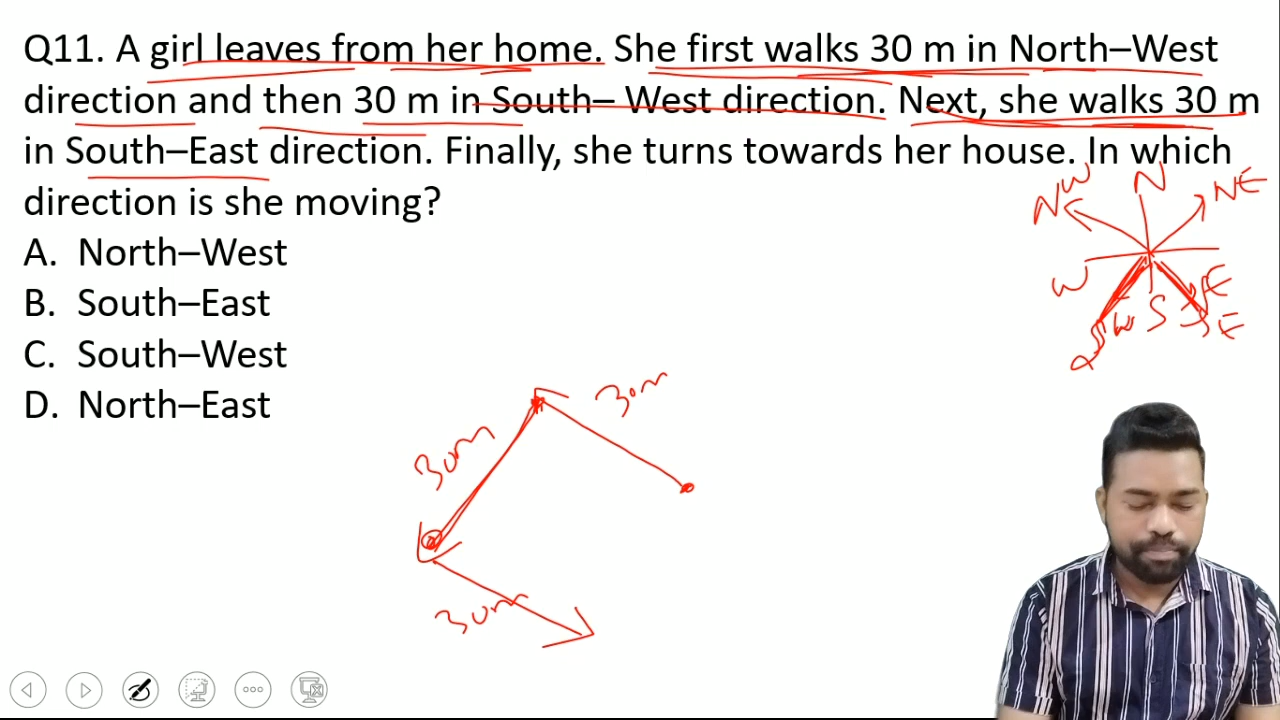 Q11. A girl leaves from her home. She first walks 30 m in North–West
direction and then 30 m in South– West direction. Next, she walks 30 m
in South–East direction. Finally, she turns towards her house. In which
direction is she moving?
A. North–West
B. South–East
C. South–West
D. North–East
NW
N
NE
W
E
SW
S
SE
30m
30m
30m